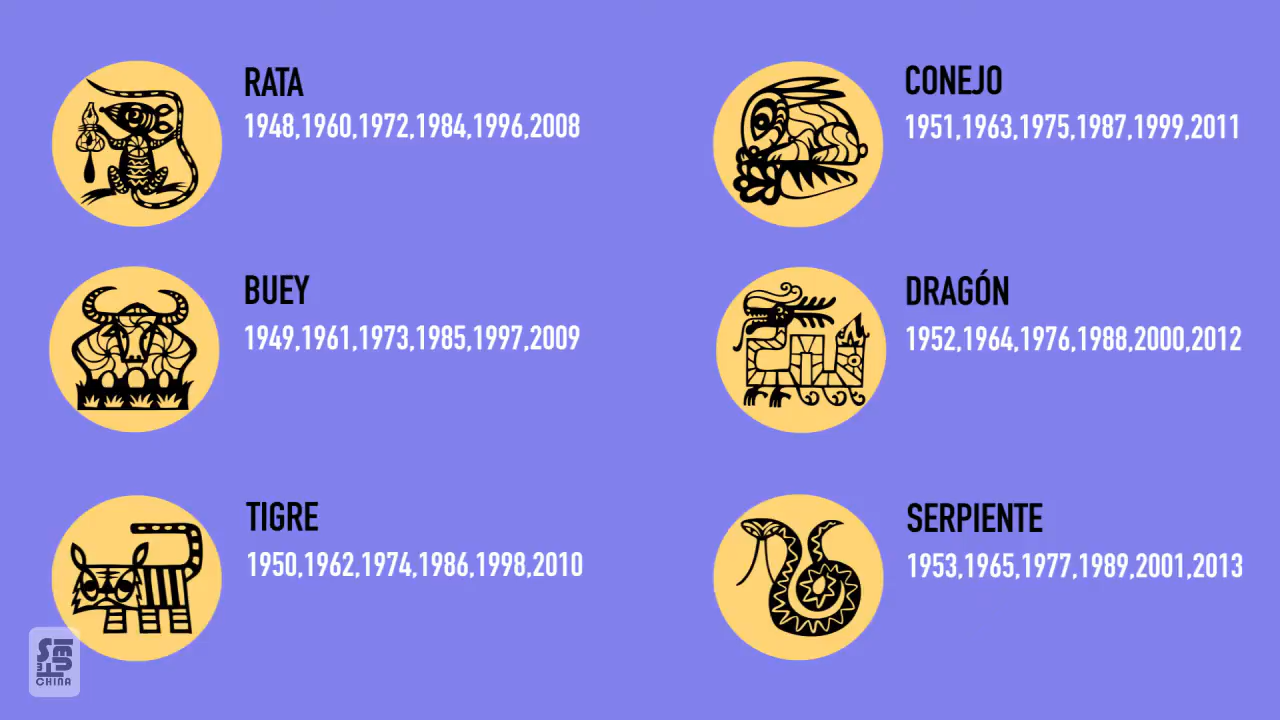 RATA
1948,1960,1972,1984,1996,2008
BUEY
1949,1961,1973,1985,1997,2009
TIGRE
1950,1962,1974,1986,1998,2010
CONEJO
1951,1963,1975,1987,1999,2011
DRAGÓN
1952,1964,1976,1988,2000,2012
SERPIENTE
1953,1965,1977,1989,2001,2013
CHINA